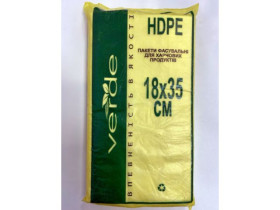 HDPE
ПАКЕТИ ФАСУВАЛЬНІ
ДЛЯ ХАРЧОВИХ
ПРОДУКТІВ
18x35
СМ
verde
ВПЕВНЕНІСТЬ В ЯКОСТІ